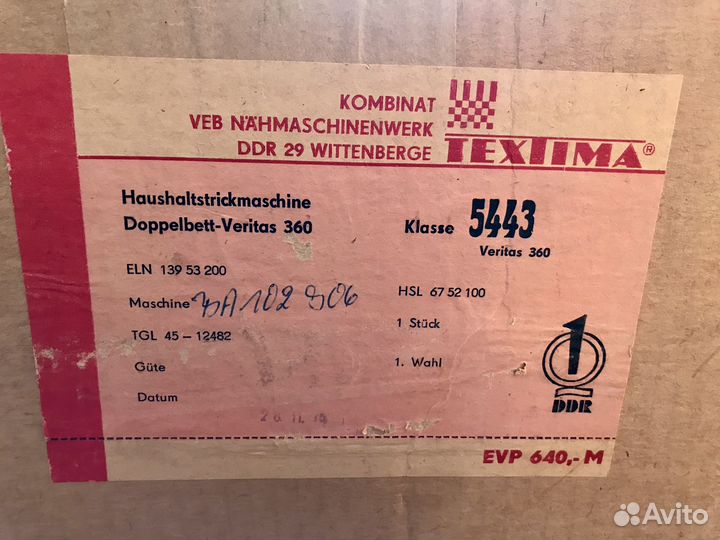 KOMBINAT
VEB NÄHMASCHINENWERK
DDR 29 WITTENBERGE
TEXTIMA®
Haushaltstrickmaschine
Doppelbett-Veritas 360
Klasse 5443
Veritas 360
ELN 139 53 200
HSL 67 52 100
Maschine
1 Stück
TGL 45-12482
Güte
1. Wahl
Datum
1
DDR
EVP 640,-M
Avito